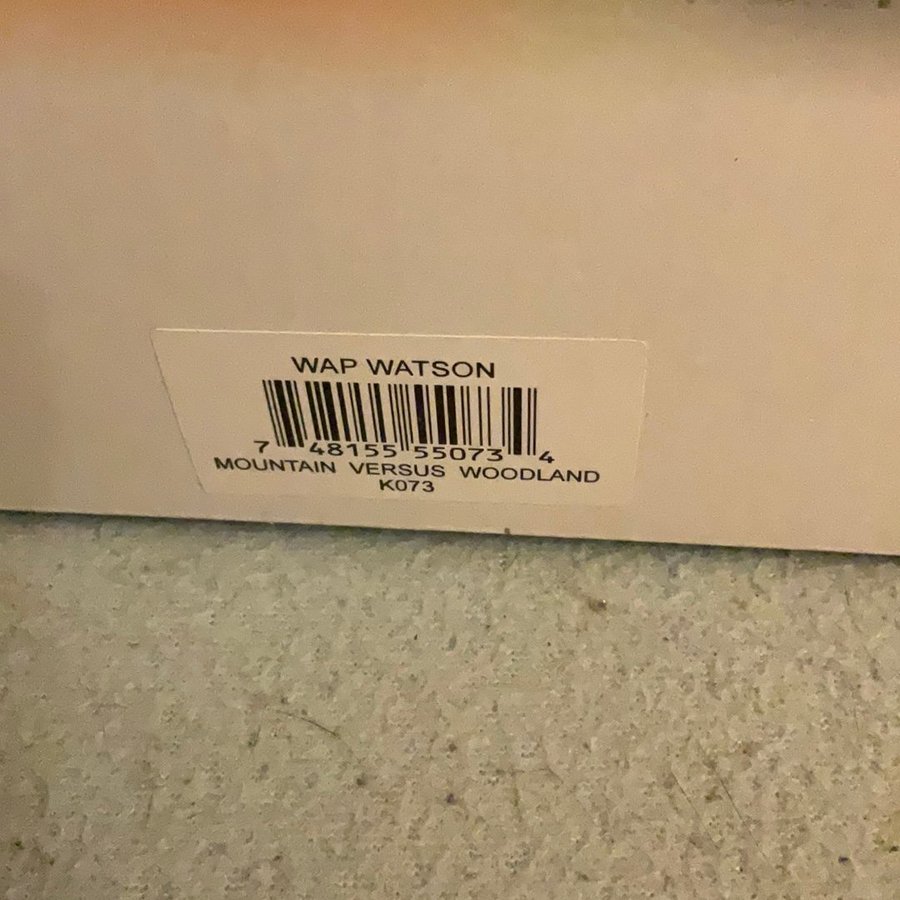 WAP WATSON
7 48155 55073 4
MOUNTAIN VERSUS WOODLAND
K073